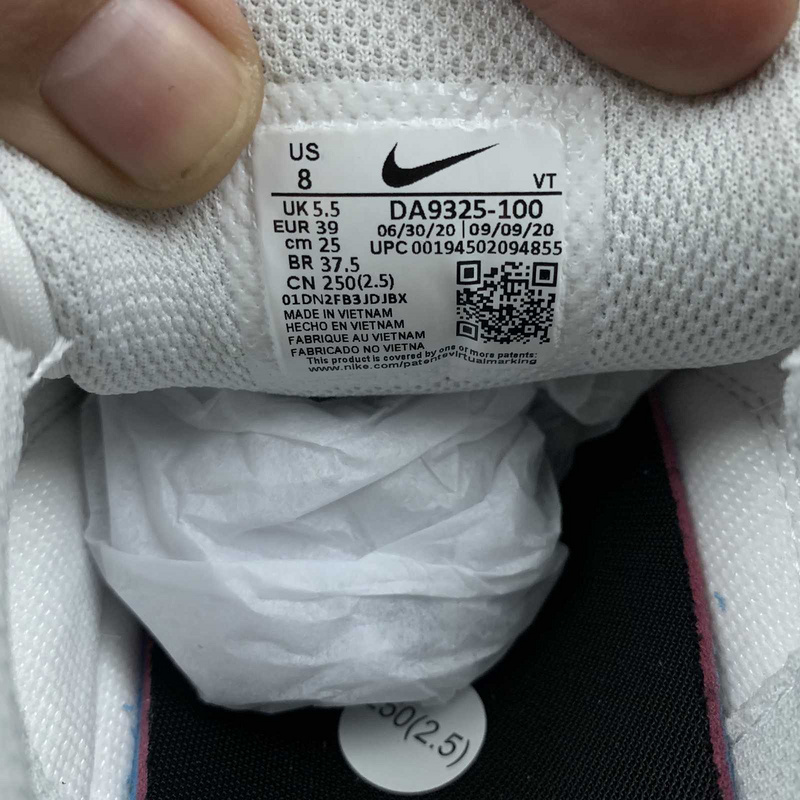 US
8
VT
UK 5.5
DA9325-100
EUR 39
06/30/20 | 09/09/20
cm 25
UPC 00194502094855
BR 37.5
CN 250(2.5)
01DN2FB3JDJBX
MADE IN VIETNAM
HECHO EN VIETNAM
FABRIQUE AU VIETNAM
FABRICADO NO VIETNA
This product is covered by one or more patents:
www.nike.com/patentsvirtualmarking
250(2.5)